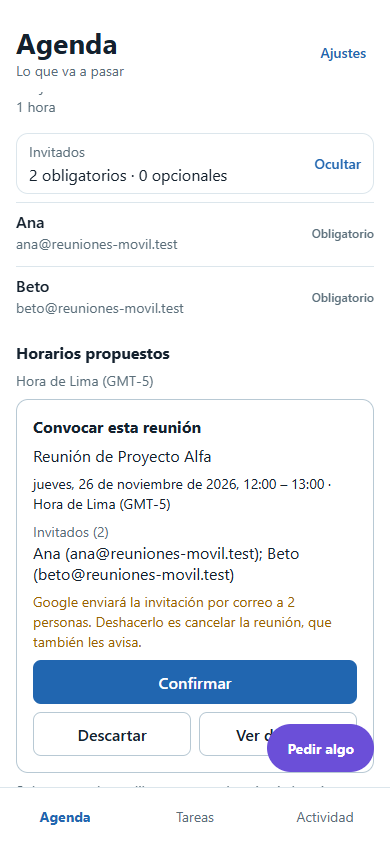 Agenda
Ajustes
Lo que va a pasar
1 hora
Invitados
2 obligatorios · 0 opcionales
Ocultar
Ana
ana@reuniones-movil.test
Obligatorio
Beto
beto@reuniones-movil.test
Obligatorio
Horarios propuestos
Hora de Lima (GMT-5)
Convocar esta reunión
Reunión de Proyecto Alfa
jueves, 26 de noviembre de 2026, 12:00 – 13:00 ·
Hora de Lima (GMT-5)
Invitados (2)
Ana (ana@reuniones-movil.test); Beto
(beto@reuniones-movil.test)
Google enviará la invitación por correo a 2
personas. Deshacerlo es cancelar la reunión, que
también les avisa.
Confirmar
Descartar
Ver
Pedir algo
Agenda
Tareas
Actividad